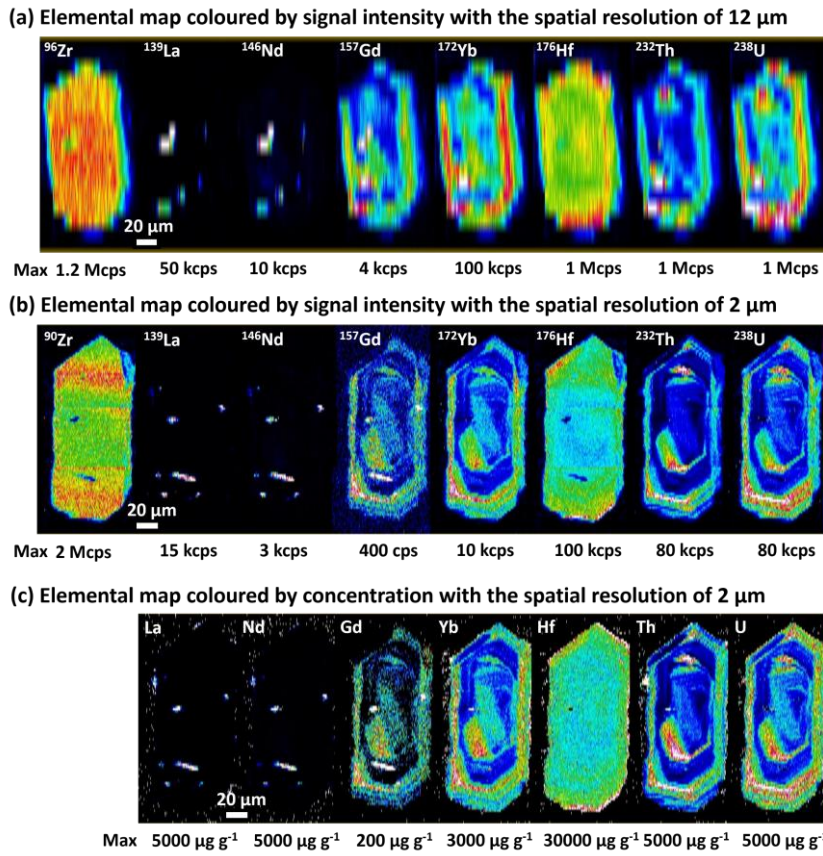 (a) Elemental map coloured by signal intensity with the spatial resolution of 12 µm
⁹⁶Zr ¹³⁹La ¹⁴⁶Nd ¹⁵⁷Gd ¹⁷²Yb ¹⁷⁶Hf ²³²Th ²³⁸U
20 µm
Max 1.2 Mcps 50 kcps 10 kcps 4 kcps 100 kcps 1 Mcps 1 Mcps 1 Mcps
(b) Elemental map coloured by signal intensity with the spatial resolution of 2 µm
⁹⁰Zr ¹³⁹La ¹⁴⁶Nd ¹⁵⁷Gd ¹⁷²Yb ¹⁷⁶Hf ²³²Th ²³⁸U
20 µm
Max 2 Mcps 15 kcps 3 kcps 400 cps 10 kcps 100 kcps 80 kcps 80 kcps
(c) Elemental map coloured by concentration with the spatial resolution of 2 µm
La Nd Gd Yb Hf Th U
20 µm
Max 5000 µg g⁻¹ 5000 µg g⁻¹ 200 µg g⁻¹ 3000 µg g⁻¹ 30000 µg g⁻¹ 5000 µg g⁻¹ 5000 µg g⁻¹